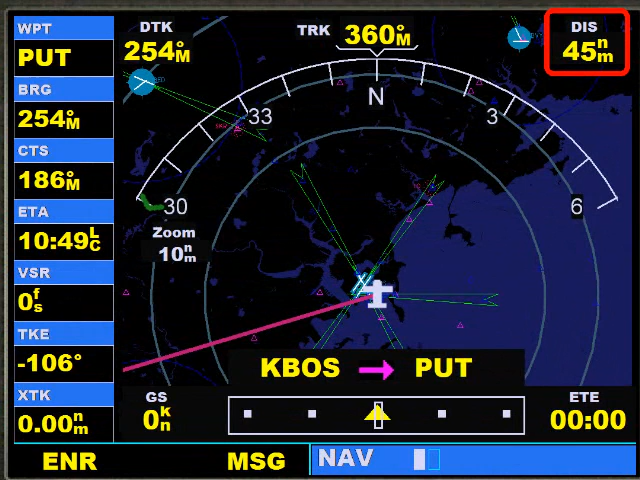 WPT
PUT
BRG
254°M
CTS
186°M
ETA
10:49LC
VSR
0fs
TKE
-106°
XTK
0.00nm
DTK
254°M
TRK 360°M
DIS
45nm
N
33
3
30
6
Zoom
10nm
KBOS → PUT
GS
0kn
ETE
00:00
ENR
MSG
NAV